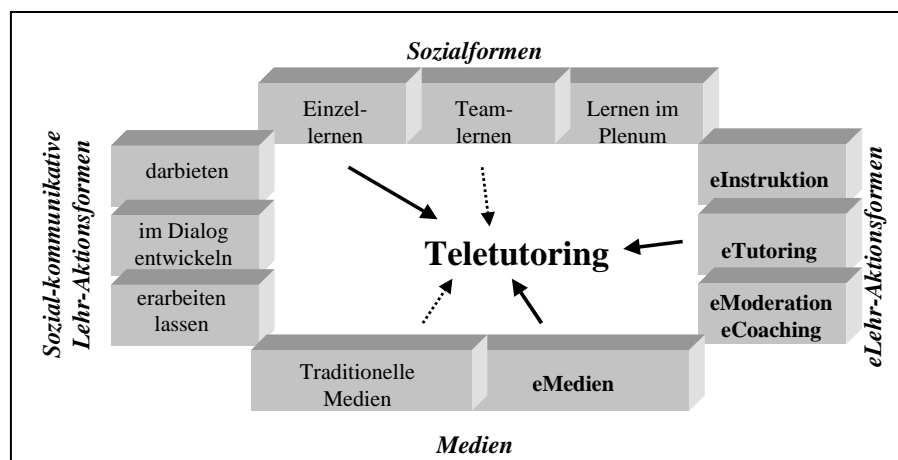 Sozialformen
Einzel-
lernen
Team-
lernen
Lernen im
Plenum
Sozial-kommunikative
Lehr-Aktionsformen
darbieten
im Dialog
entwickeln
erarbeiten
lassen
Teletutoring
eInstruktion
eTutoring
eModeration
eCoaching
eLehr-Aktionsformen
Traditionelle
Medien
eMedien
Medien